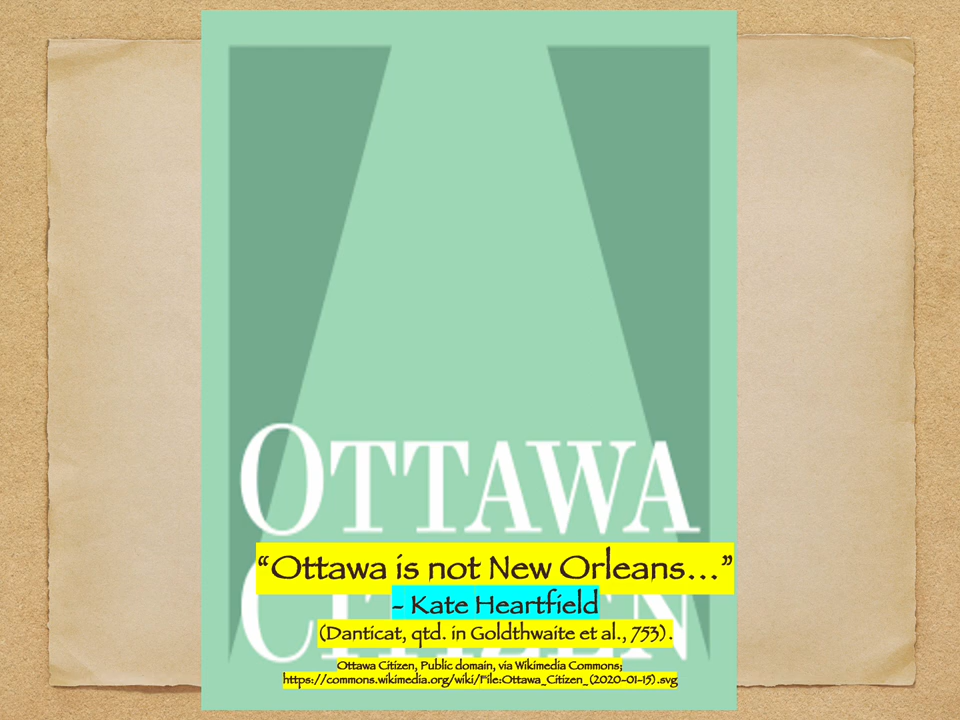 OTTAWA
CITIZEN
“Ottawa is not New Orleans…”
- Kate Heartfield
(Danticat, qtd. in Goldthwaite et al., 753).
Ottawa Citizen, Public domain, via Wikimedia Commons;
https://commons.wikimedia.org/wiki/File:Ottawa_Citizen_(2020-01-15).svg